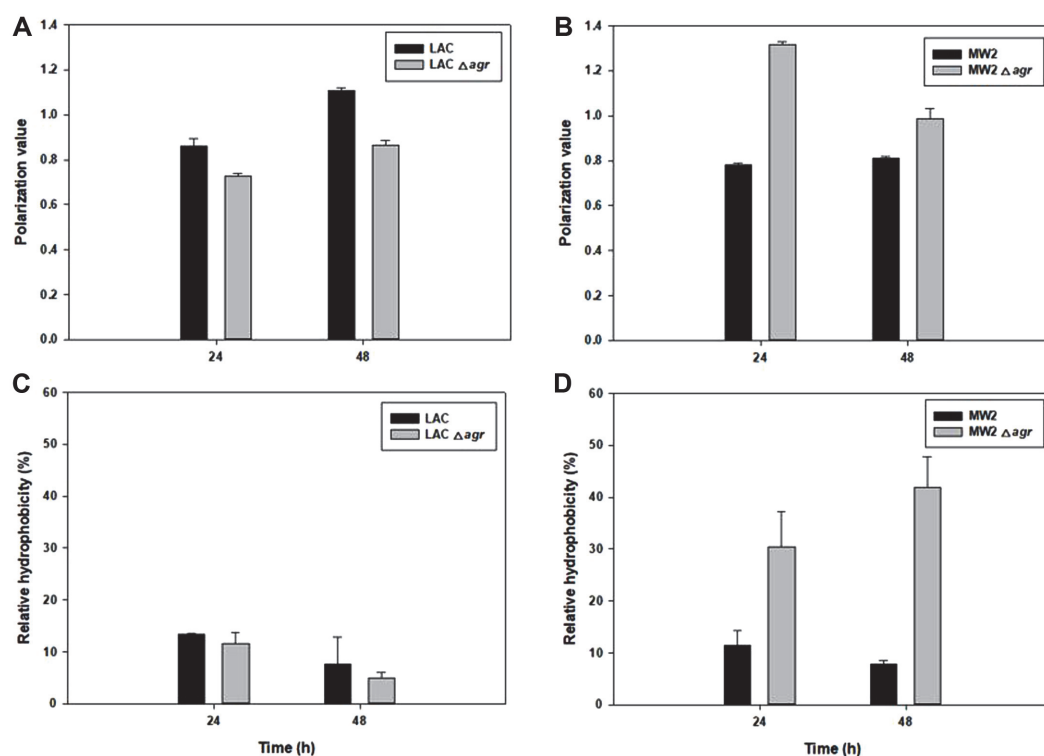 A
1.4
1.2
1.0
0.8
0.6
0.4
0.2
0.0
Polarization value
LAC
LAC Δagr
24
48
B
1.4
1.2
1.0
0.8
0.6
0.4
0.2
0.0
Polarization value
MW2
MW2 Δagr
24
48
C
60
50
40
30
20
10
0
Relative hydrophobicity (%)
LAC
LAC Δagr
24
48
Time (h)
D
60
50
40
30
20
10
0
Relative hydrophobicity (%)
MW2
MW2 Δagr
24
48
Time (h)